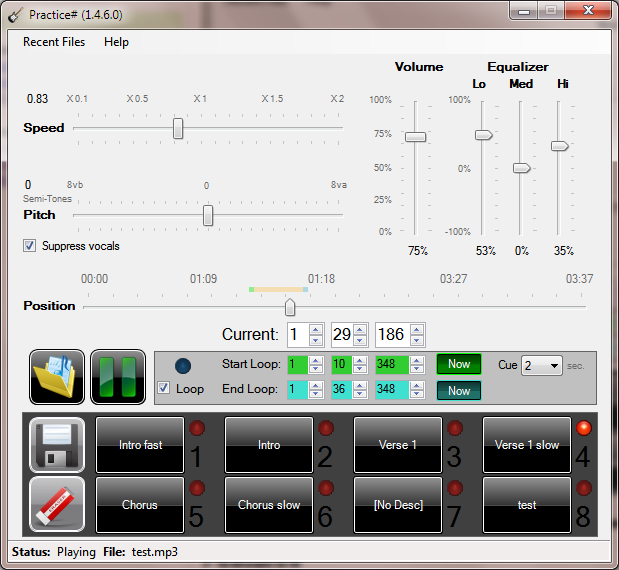 Practice# (1.4.6.0)
Recent Files Help
Volume Equalizer
Lo Med Hi
0.83 X 0.1 X 0.5 X 1 X 1.5 X 2 100% 100%
Speed 75%
50% 0%
0 8vb 0 8va
Semi-Tones 25%
Pitch 0% -100%
Suppress vocals 75% 53% 0% 35%
00:00 01:09 01:18 03:27 03:37
Position
Current: 1 29 186
Start Loop: 1 10 348 Now Cue 2 sec.
Loop End Loop: 1 36 348 Now
Intro fast 1 Intro 2 Verse 1 3 Verse 1 slow 4
ERASER Chorus 5 Chorus slow 6 [No Desc] 7 test 8
Status: Playing File: test.mp3